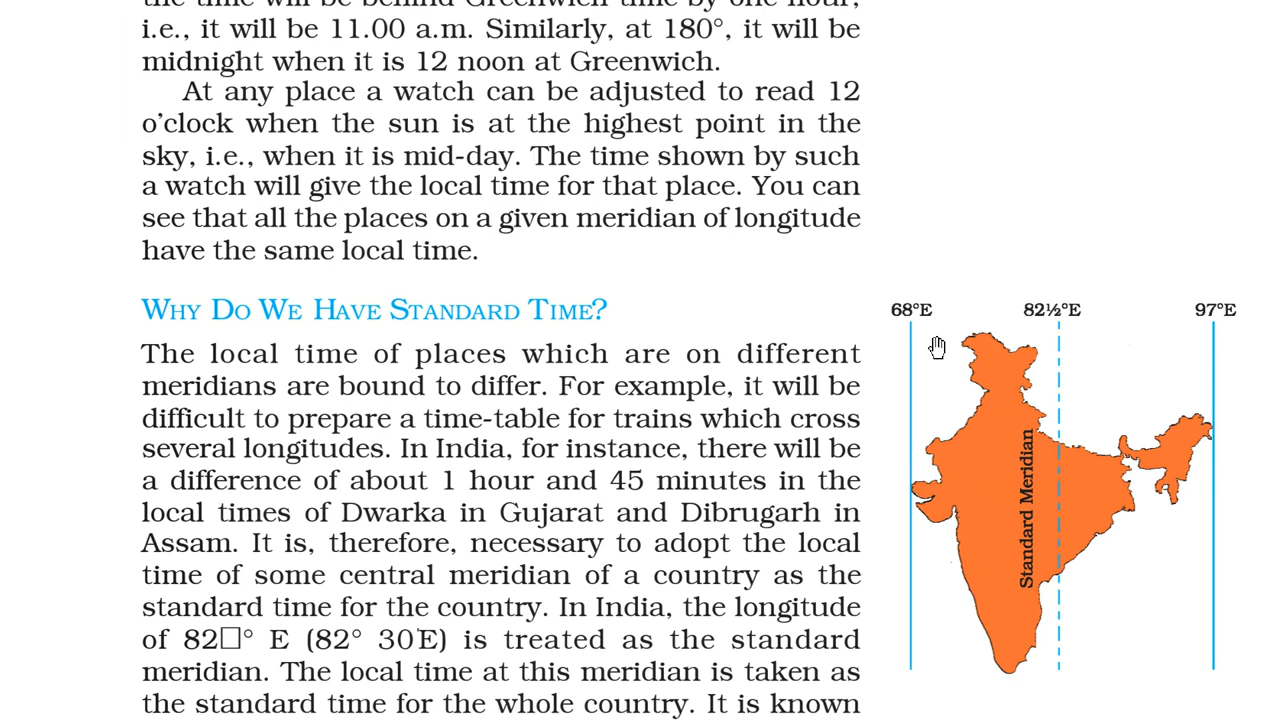 the time will be behind Greenwich time by one hour,
i.e., it will be 11.00 a.m. Similarly, at 180°, it will be
midnight when it is 12 noon at Greenwich.
At any place a watch can be adjusted to read 12
o’clock when the sun is at the highest point in the
sky, i.e., when it is mid-day. The time shown by such
a watch will give the local time for that place. You can
see that all the places on a given meridian of longitude
have the same local time.
WHY DO WE HAVE STANDARD TIME?
The local time of places which are on different
meridians are bound to differ. For example, it will be
difficult to prepare a time-table for trains which cross
several longitudes. In India, for instance, there will be
a difference of about 1 hour and 45 minutes in the
local times of Dwarka in Gujarat and Dibrugarh in
Assam. It is, therefore, necessary to adopt the local
time of some central meridian of a country as the
standard time for the country. In India, the longitude
of 82□° E (82° 30'E) is treated as the standard
meridian. The local time at this meridian is taken as
the standard time for the whole country. It is known
68°E 82½°E 97°E
Standard Meridian